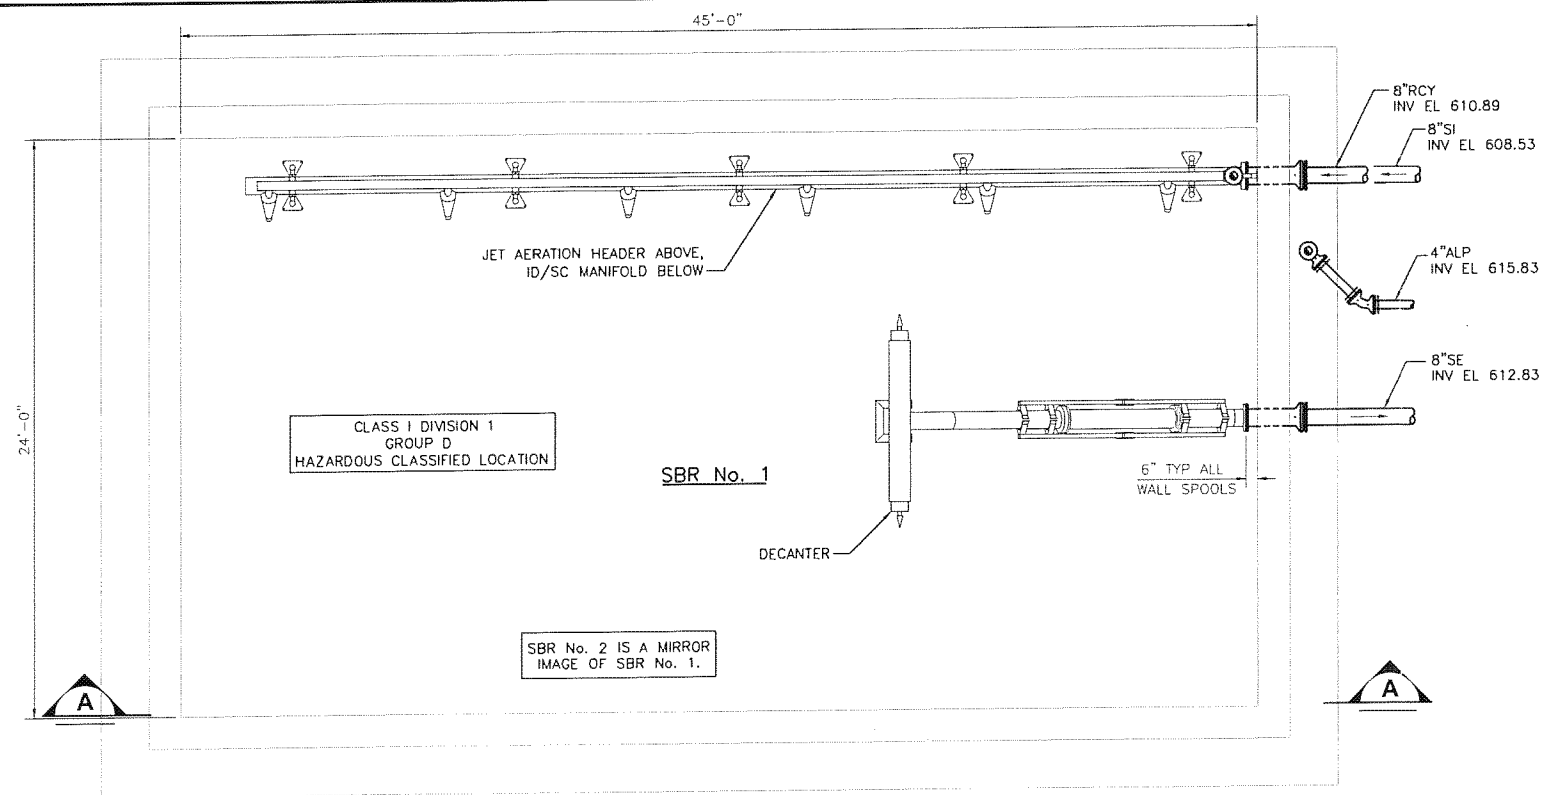 45'-0"
8"RCY
INV EL 610.89
8"SI
INV EL 608.53
JET AERATION HEADER ABOVE,
ID/SC MANIFOLD BELOW
4"ALP
INV EL 615.83
8"SE
INV EL 612.83
24'-0"
CLASS I DIVISION 1
GROUP D
HAZARDOUS CLASSIFIED LOCATION
SBR No. 1
6" TYP ALL
WALL SPOOLS
DECANTER
SBR No. 2 IS A MIRROR
IMAGE OF SBR No. 1.
A
A